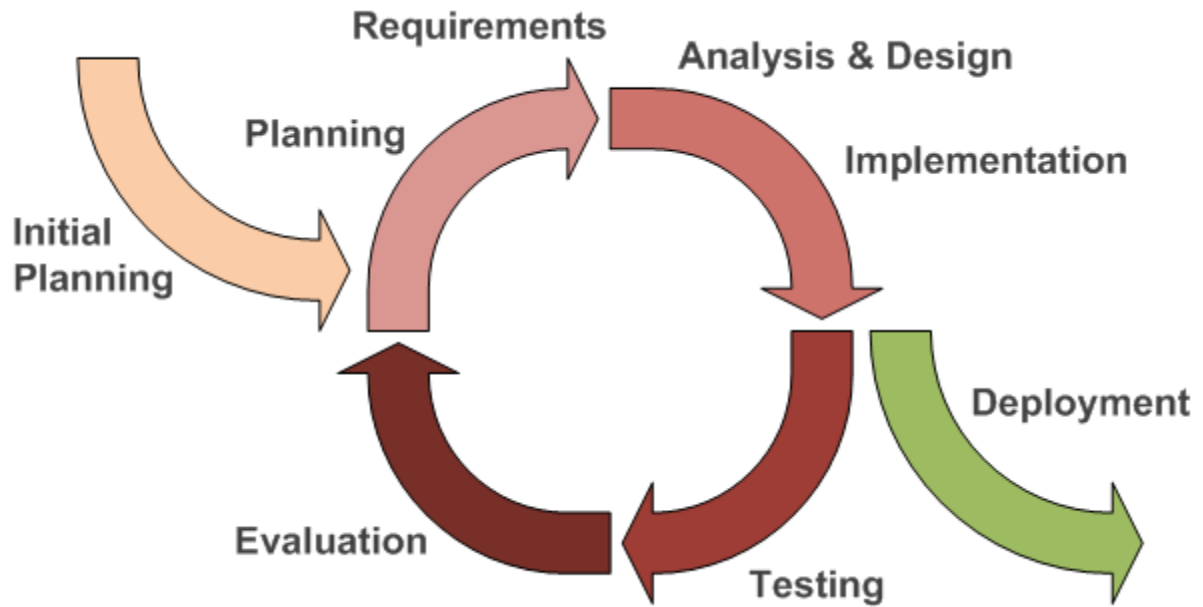 Requirements
Analysis & Design
Planning
Implementation
Initial
Planning
Deployment
Evaluation
Testing